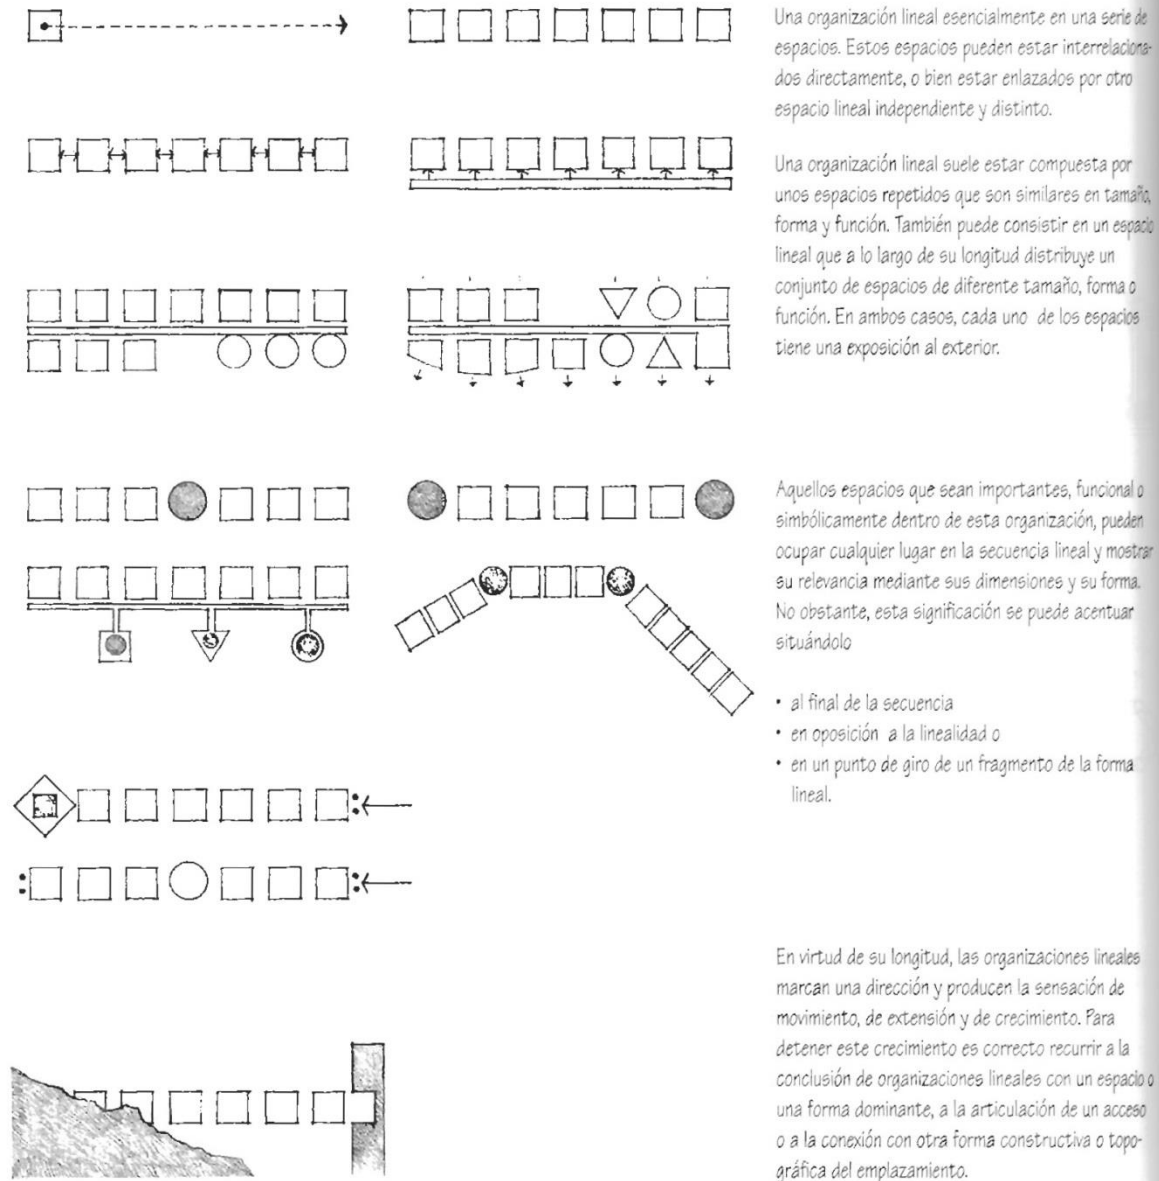 Una organización lineal esencialmente en una serie de
espacios. Estos espacios pueden estar interrelaciona-
dos directamente, o bien estar enlazados por otro
espacio lineal independiente y distinto.
Una organización lineal suele estar compuesta por
unos espacios repetidos que son similares en tamaño,
forma y función. También puede consistir en un espacio
lineal que a lo largo de su longitud distribuye un
conjunto de espacios de diferente tamaño, forma o
función. En ambos casos, cada uno de los espacios
tiene una exposición al exterior.
Aquellos espacios que sean importantes, funcional o
simbólicamente dentro de esta organización, pueden
ocupar cualquier lugar en la secuencia lineal y mostrar
su relevancia mediante sus dimensiones y su forma.
No obstante, esta significación se puede acentuar
situándolo
• al final de la secuencia
• en oposición a la linealidad o
• en un punto de giro de un fragmento de la forma
lineal.
En virtud de su longitud, las organizaciones lineales
marcan una dirección y producen la sensación de
movimiento, de extensión y de crecimiento. Para
detener este crecimiento es correcto recurrir a la
conclusión de organizaciones lineales con un espacio o
una forma dominante, a la articulación de un acceso
o a la conexión con otra forma constructiva o topo-
gráfica del emplazamiento.